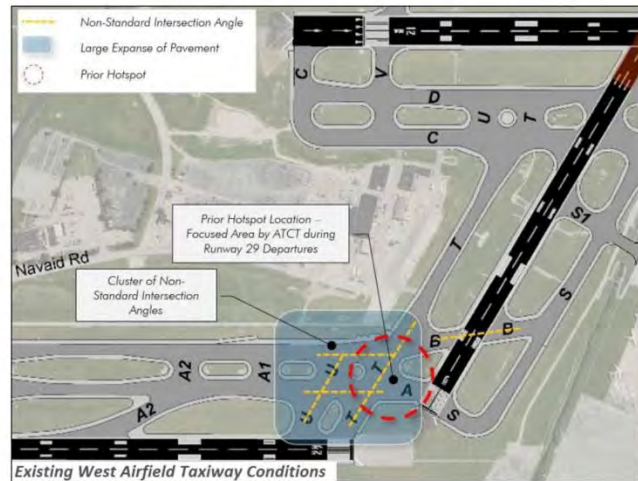 Non-Standard Intersection Angle
Large Expanse of Pavement
Prior Hotspot
C
V
D
U
T
C
Prior Hotspot Location –
Focused Area by ATCT during
Runway 29 Departures
T
S1
S
Navaid Rd
Cluster of Non-
Standard Intersection
Angles
B
B
A2
A1
U
T
A
A2
U
T
S
Existing West Airfield Taxiway Conditions